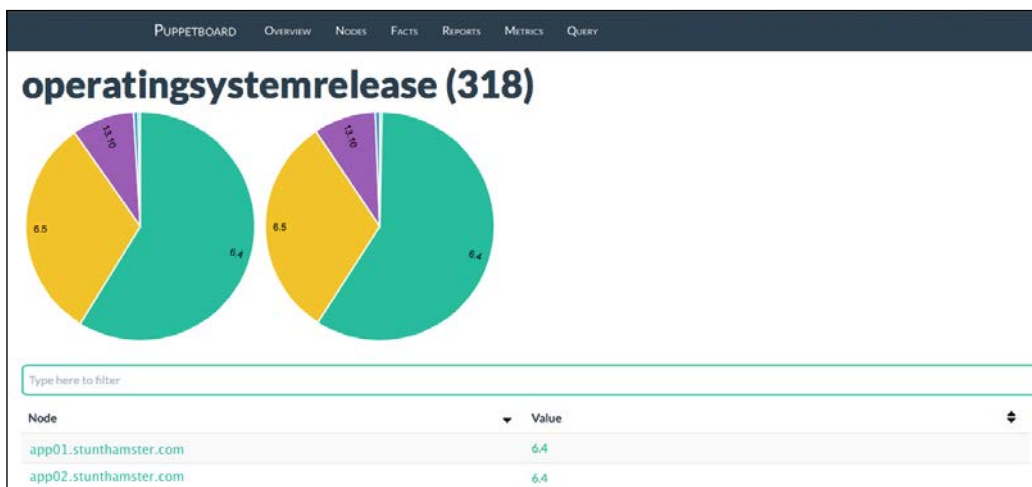 PUPPETBOARD OVERVIEW NODES FACTS REPORTS METRICS QUERY
operatingsystemrelease (318)
13.10 13.10
6.5 6.5
6.4 6.4
Type here to filter
Node Value
app01.stunthamster.com 6.4
app02.stunthamster.com 6.4